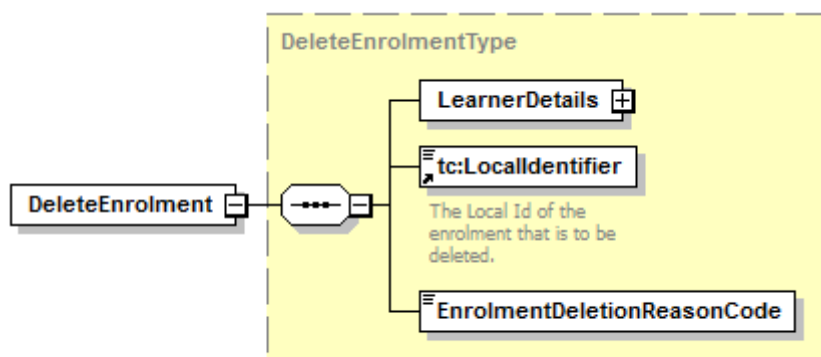 DeleteEnrolmentType
LearnerDetails
tc:LocalIdentifier
DeleteEnrolment
The Local Id of the
enrolment that is to be
deleted.
EnrolmentDeletionReasonCode